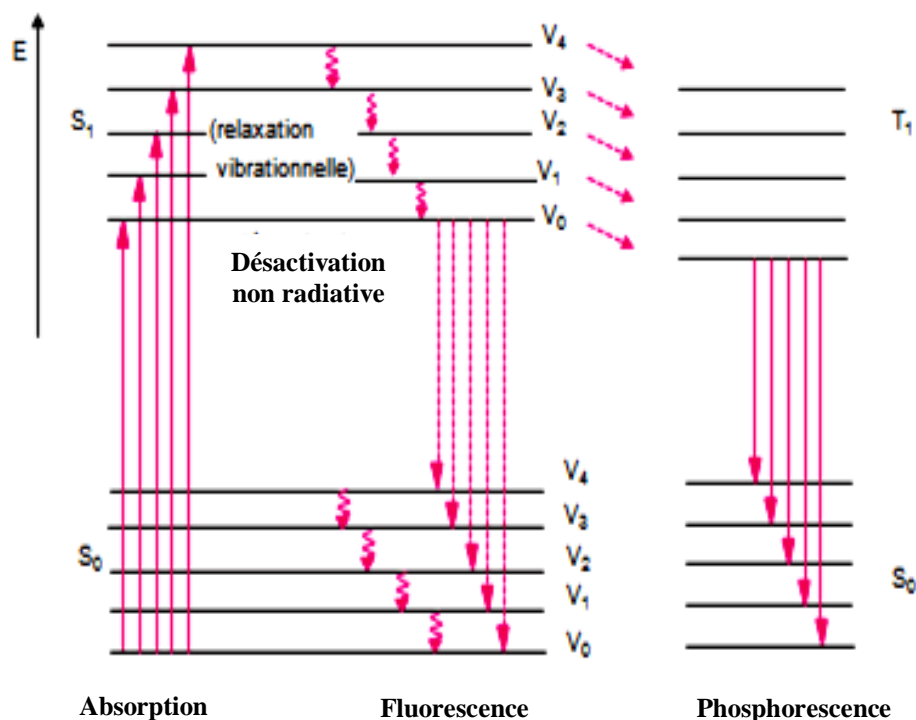 E
V4
V3
S1
(relaxation
V2
T1
vibrationnelle)
V1
V0
Désactivation
non radiative
V4
V3
S0
V2
V1
S0
V0
Absorption
Fluorescence
Phosphorescence